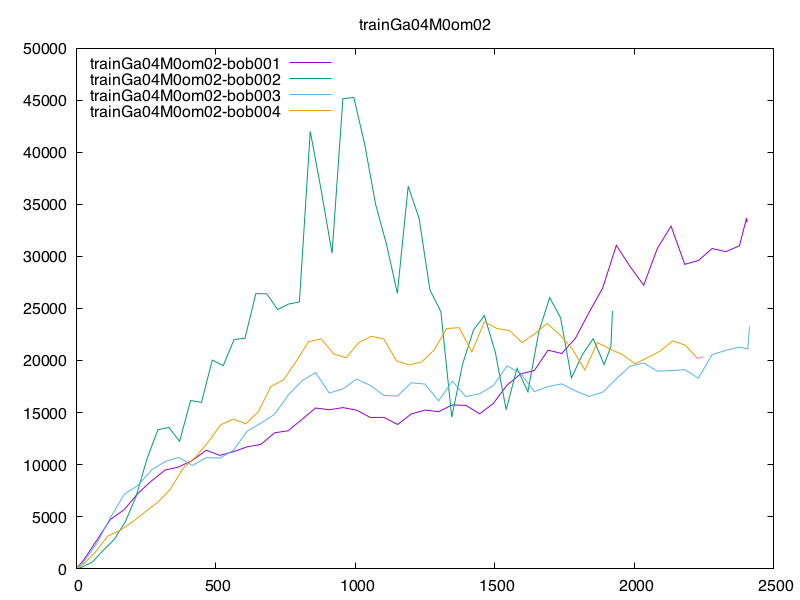 trainGa04M0om02
50000
45000
40000
35000
30000
25000
20000
15000
10000
5000
0
trainGa04M0om02-bob001
trainGa04M0om02-bob002
trainGa04M0om02-bob003
trainGa04M0om02-bob004
0 500 1000 1500 2000 2500